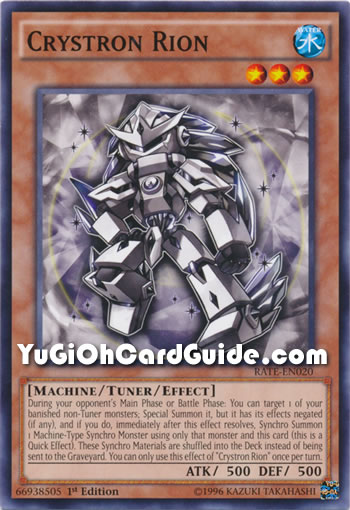 CRYSTRON RION
WATER
水
YuGiOhCardGuide.com
RATE-EN020
[MACHINE/TUNER/EFFECT]
During your opponent's Main Phase or Battle Phase: You can target 1 of your
banished non-Tuner monsters; Special Summon it, but it has its effects negated
(if any), and if you do, immediately after this effect resolves, Synchro Summon
1 Machine-Type Synchro Monster using only that monster and this card (this is a
Quick Effect). These Synchro Materials are shuffled into the Deck instead of being
sent to the Graveyard. You can only use this effect of "Crystron Rion" once per turn.
ATK/ 500 DEF/ 500
66938505 1st Edition ©1996 KAZUKI TAKAHASHI